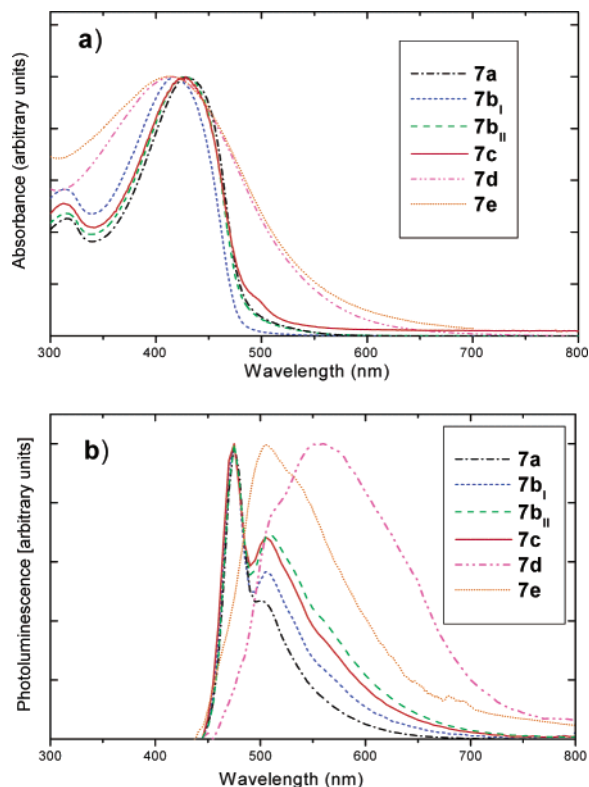 a)
7a
7bI
7bII
7c
7d
7e
Absorbance (arbitrary units)
300 400 500 600 700 800
Wavelength (nm)
b)
7a
7bI
7bII
7c
7d
7e
Photoluminescence [arbitrary units]
300 400 500 600 700 800
Wavelength (nm)